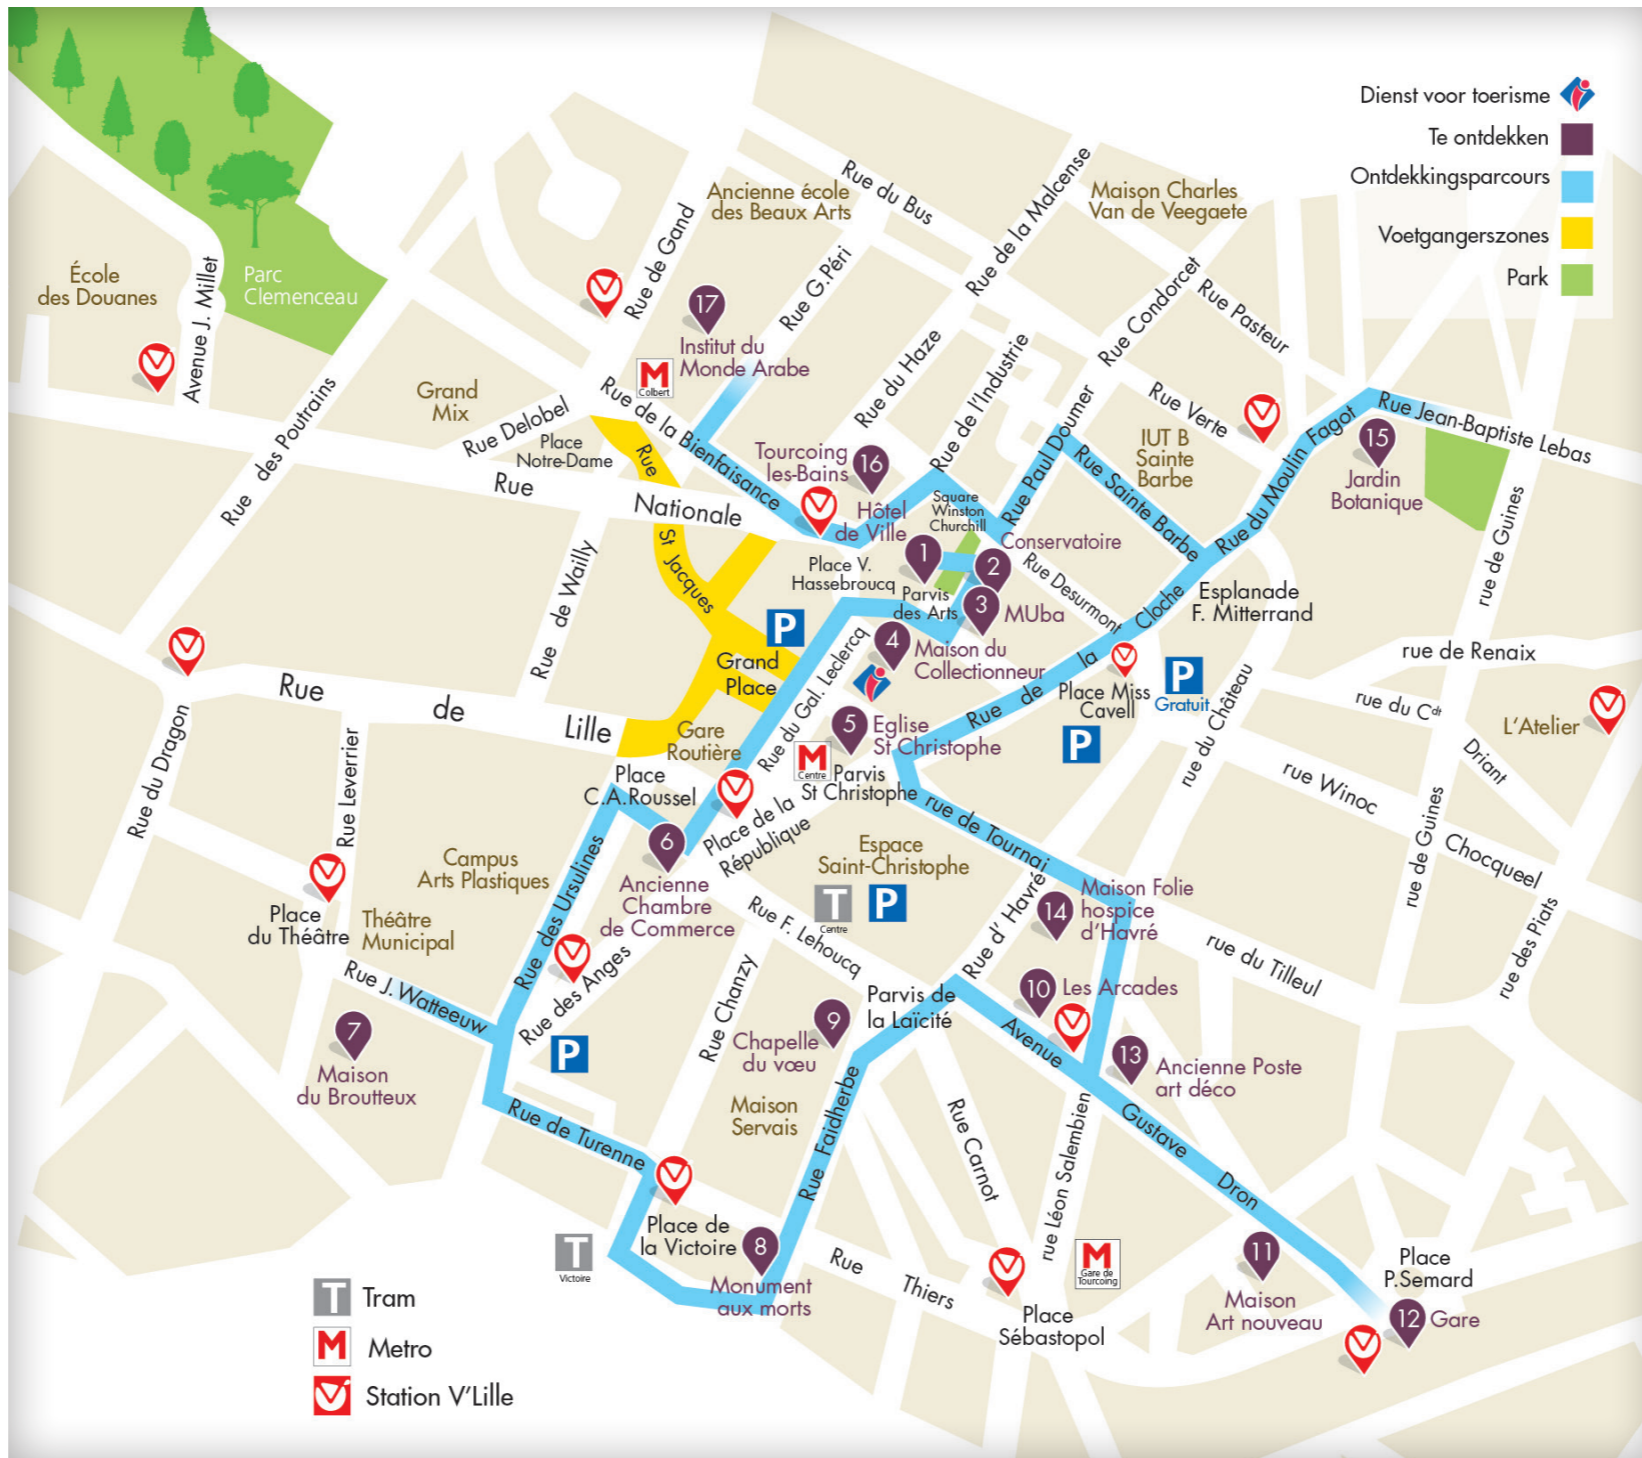 Dienst voor toerisme
Te ontdekken
Ontdekkingsparcours
Voetgangerszones
Park
École
des Douanes
Avenue J. Millet
Parc
Clemenceau
Rue des Poutrains
Grand
Mix
Rue Delobel
Place
Notre-Dame
Rue de Gand
17
Institut du
Monde Arabe
M
Colbert
Ancienne école
des Beaux Arts
Rue du Bus
Rue G.Péri
Rue de la Malcense
Maison Charles
Van de Veegaete
Rue Condorcet
Rue Pasteur
Rue du Haze
Rue de l'Industrie
Rue Paul Doumer
Rue Verte
IUT B
Sainte
Barbe
Rue Sainte Barbe
Rue du Moulin Fagot
Rue Jean-Baptiste Lebas
15
Jardin
Botanique
rue de Guines
Rue de la Bienfaisance
Tourcoing
les-Bains
16
Hôtel
de Ville
1
Square
Winston
Churchill
Conservatoire
2
3
MUba
Place V.
Hassebroucq
Parvis
des Arts
Rue Desurmont
Rue Nationale
Rue St Jacques
Rue de Wailly
P
Grand
Place
4
Maison du
Collectionneur
Rue du Gal. Leclercq
Rue de la Cloche
Esplanade
F. Mitterrand
Place Miss
Cavell
P
Gratuit
P
rue du Château
rue de Renaix
rue du Cdt
Driant
L'Atelier
rue Winoc
Chocqueel
rue de Guines
rue des Piats
Rue de Lille
Rue du Dragon
Rue Leverrier
Gare
Routière
5
Eglise
St Christophe
M
Centre
Parvis
St Christophe
Place
C.A.Roussel
Place de la
République
6
Ancienne
Chambre
de Commerce
Campus
Arts Plastiques
Rue des Ursulines
Place
du Théâtre
Théâtre
Municipal
Rue J. Watteeuw
7
Maison
du Broutteux
Rue des Anges
P
Rue Chanzy
Rue F. Lehoucq
Espace
Saint-Christophe
T
Centre
P
rue de Tournai
Rue d' Havré
14
Maison Folie
hospice
d'Havré
rue du Tilleul
10
Les Arcades
Parvis de
la Laïcité
9
Chapelle
du vœu
Maison
Servais
Rue Faidherbe
Avenue Gustave Dron
13
Ancienne Poste
art déco
Rue Carnot
rue Léon Salembien
Rue de Turenne
T
Victoire
Place de
la Victoire
8
Monument
aux morts
Rue Thiers
M
Gare de
Tourcoing
Place
Sébastopol
11
Maison
Art nouveau
Place
P.Semard
12
Gare
T Tram
M Metro
Station V'Lille